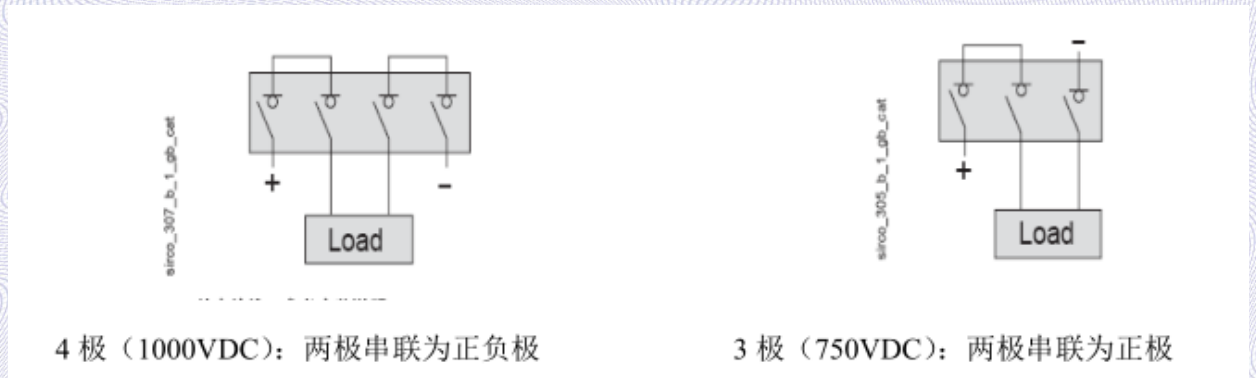 sirco_307_b_1_gb_cat
+
-
Load
sirco_305_b_1_gb_cat
-
+
Load
4 极（1000VDC）：两极串联为正负极
3 极（750VDC）：两极串联为正极